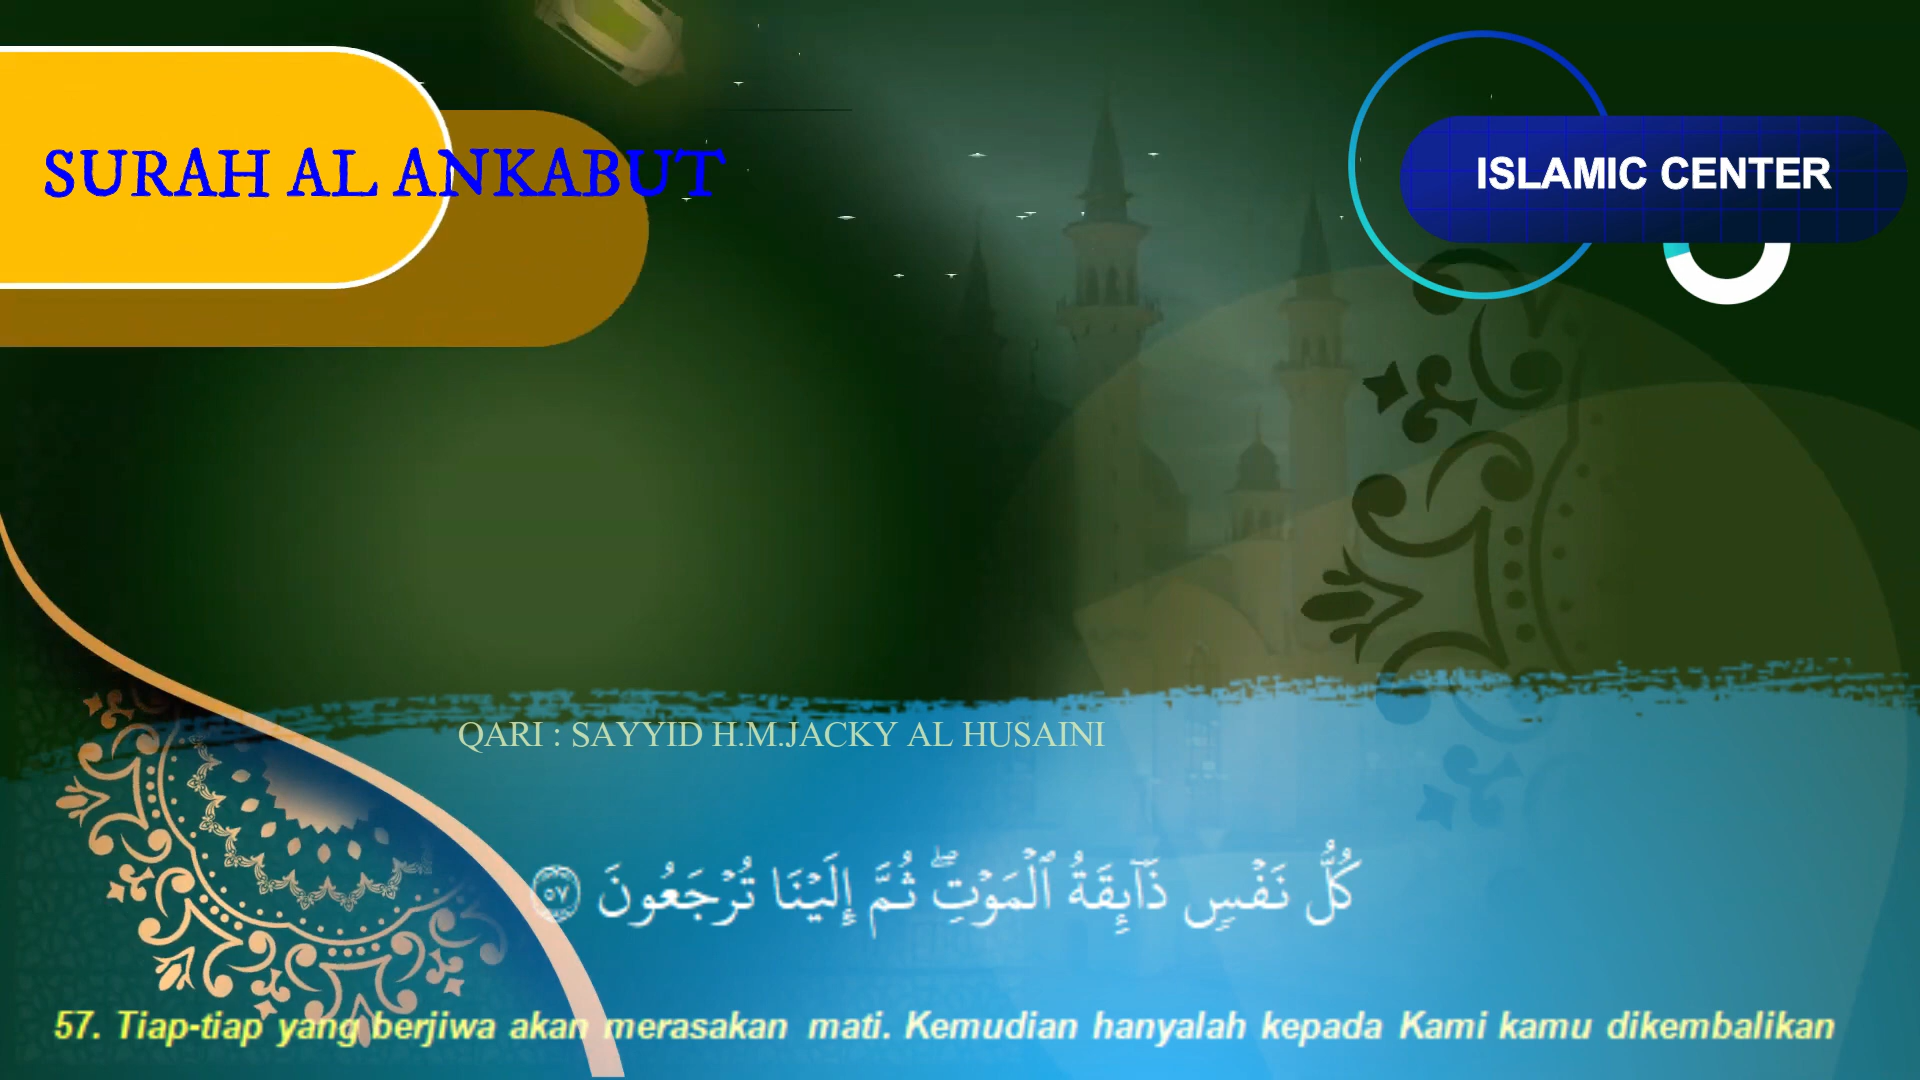 SURAH AL ANKABUT
ISLAMIC CENTER
QARI : SAYYID H.M.JACKY AL HUSAINI
كُلُّ نَفْسٍ ذَآئِقَةُ ٱلْمَوْتِ ۖ ثُمَّ إِلَيْنَا تُرْجَعُونَ ٥٧
57. Tiap-tiap yang berjiwa akan merasakan mati. Kemudian hanyalah kepada Kami kamu dikembalikan